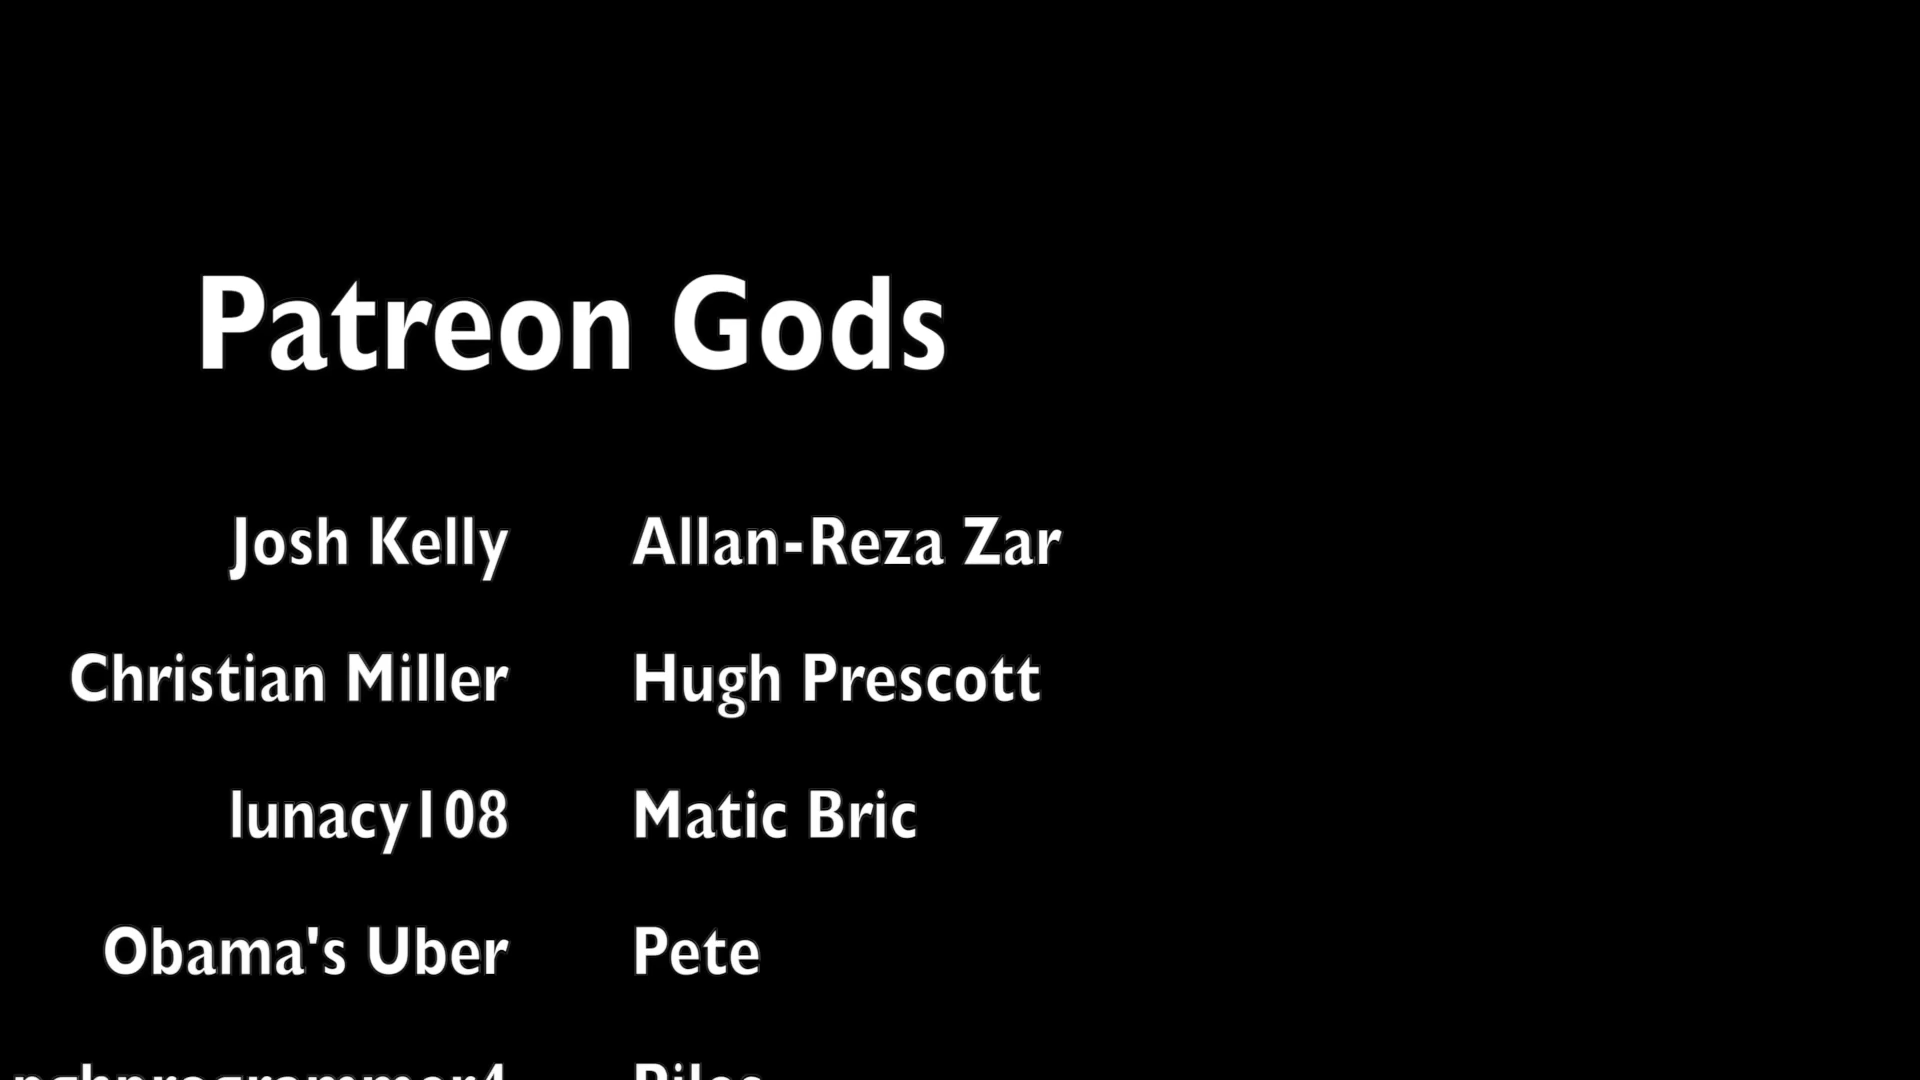 Patreon Gods
Josh Kelly Allan-Reza Zar
Christian Miller Hugh Prescott
lunacy108 Matic Bric
Obama's Uber Pete